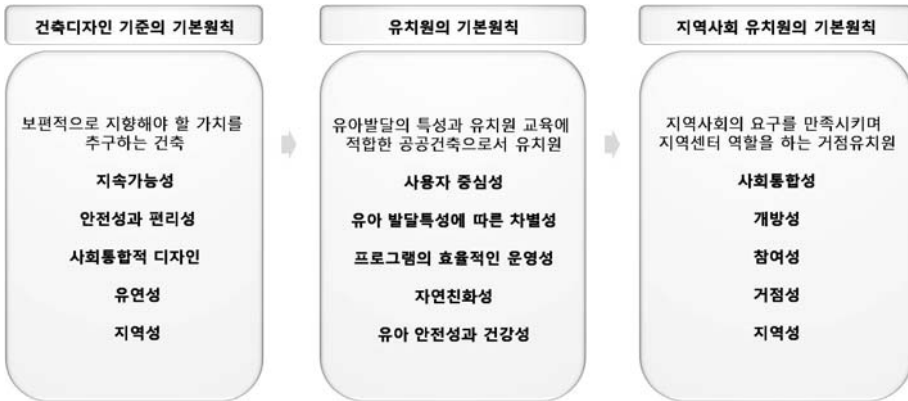 건축디자인 기준의 기본원칙
보편적으로 지향해야 할 가치를
추구하는 건축
지속가능성
안전성과 편리성
사회통합적 디자인
유연성
지역성
유치원의 기본원칙
유아발달의 특성과 유치원 교육에
적합한 공공건축으로서 유치원
사용자 중심성
유아 발달특성에 따른 차별성
프로그램의 효율적인 운영성
자연친화성
유아 안전성과 건강성
지역사회 유치원의 기본원칙
지역사회의 요구를 만족시키며
지역센터 역할을 하는 거점유치원
사회통합성
개방성
참여성
거점성
지역성